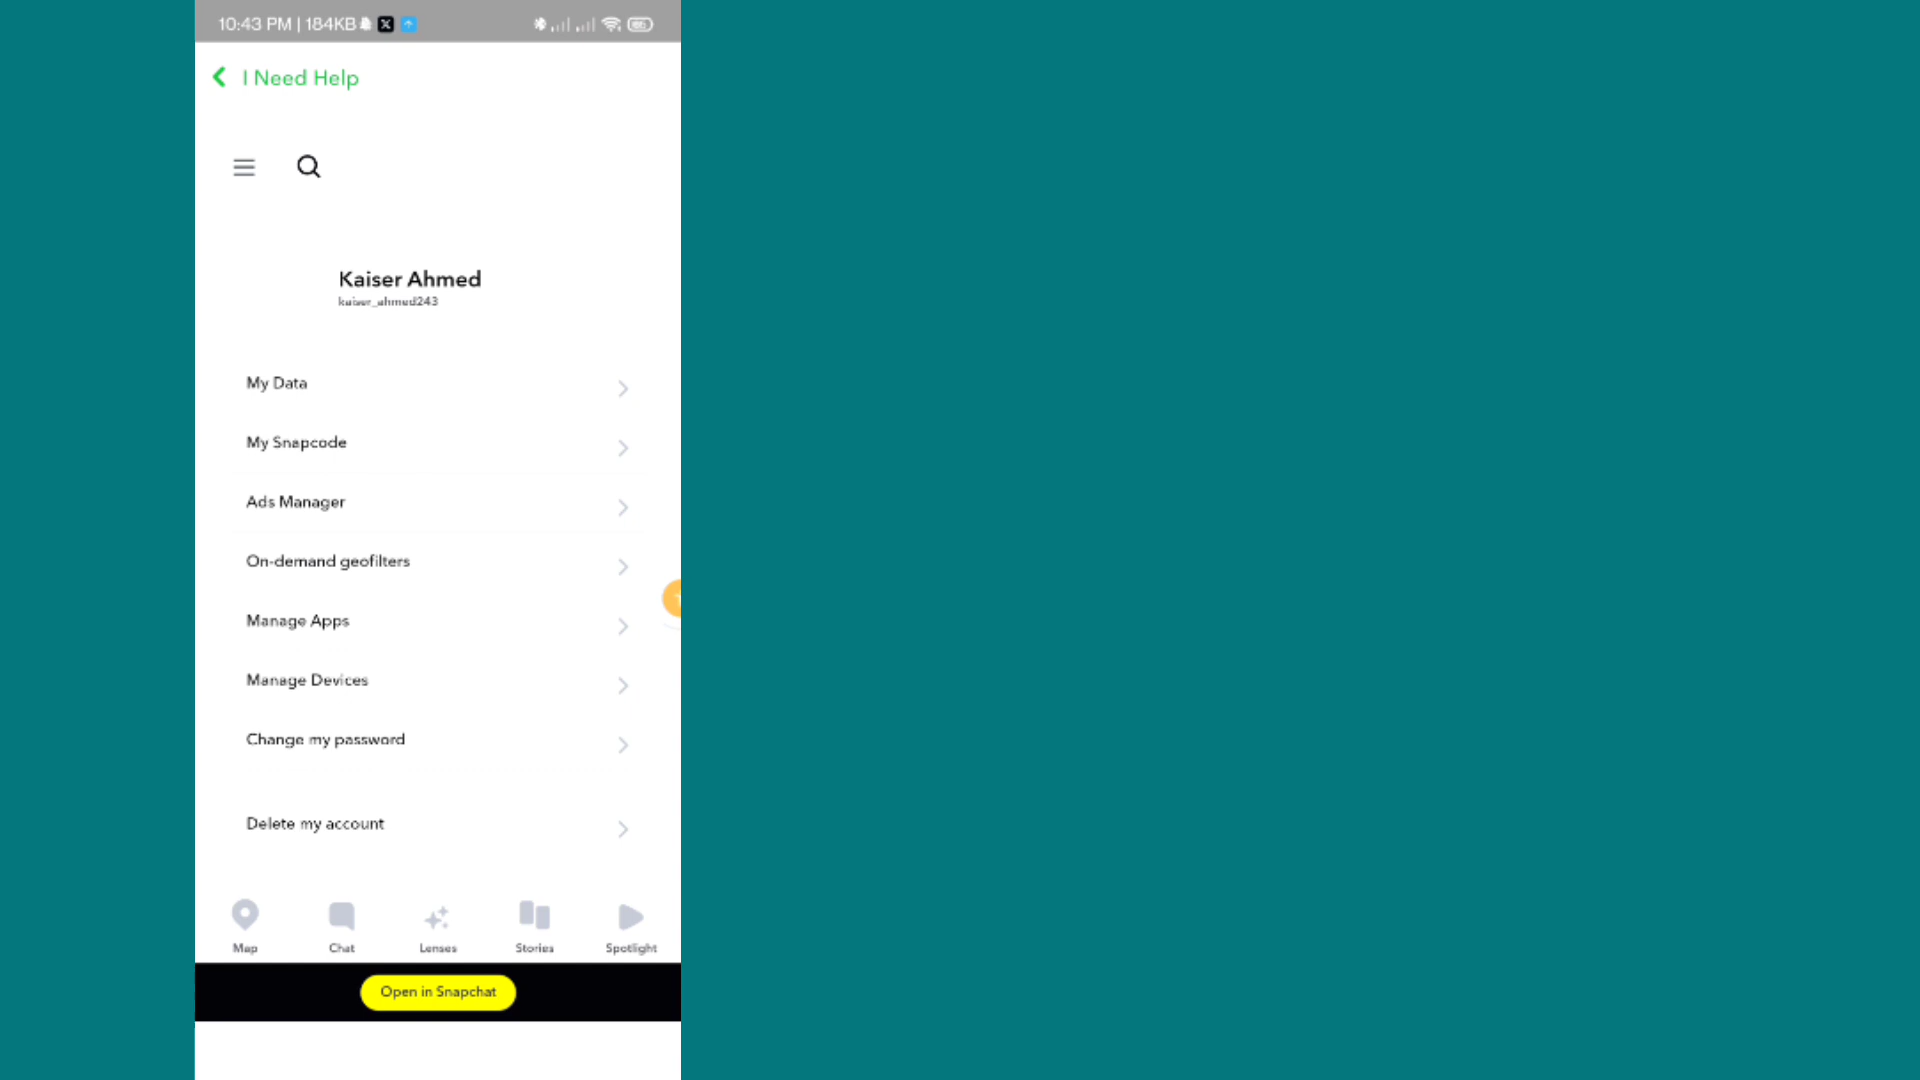 10:43 PM | 184KB
I Need Help
Kaiser Ahmed
kaiser_ahmed243
My Data
My Snapcode
Ads Manager
On-demand geofilters
Manage Apps
Manage Devices
Change my password
Delete my account
Map Chat Lenses Stories Spotlight
Open in Snapchat